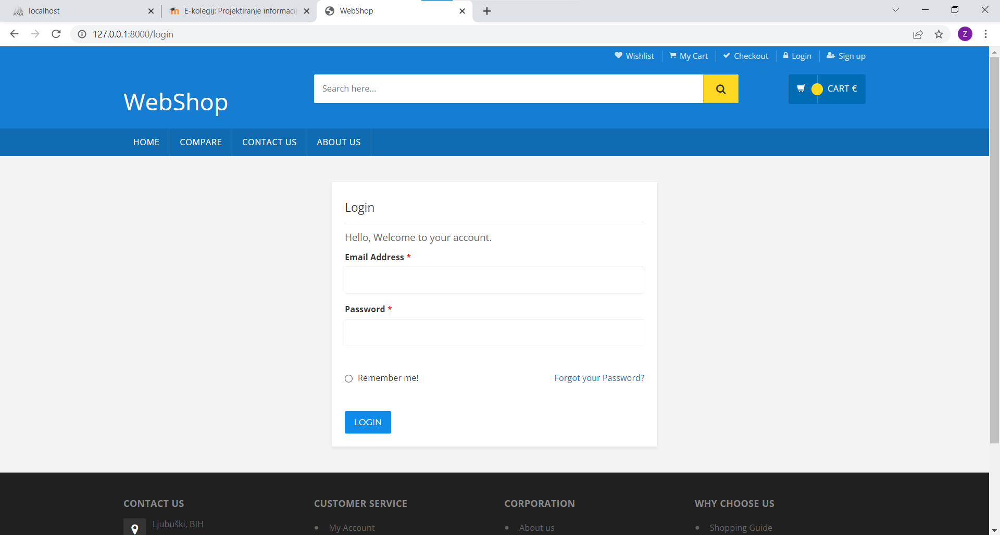 localhost
E-kolegij: Projektiranje informacij
WebShop
127.0.0.1:8000/login
Z
Wishlist
My Cart
Checkout
Login
Sign up
WebShop
Search here...
CART €
HOME
COMPARE
CONTACT US
ABOUT US
Login
Hello, Welcome to your account.
Email Address *
Password *
Remember me!
Forgot your Password?
LOGIN
CONTACT US
Ljubuški, BIH
CUSTOMER SERVICE
My Account
CORPORATION
About us
WHY CHOOSE US
Shopping Guide